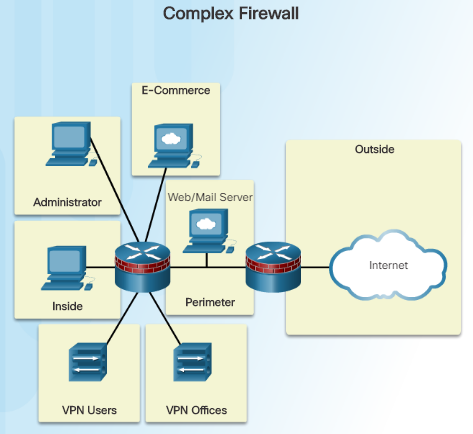 Complex Firewall
E-Commerce
Outside
Administrator
Web/Mail Server
Internet
Inside
Perimeter
VPN Users
VPN Offices